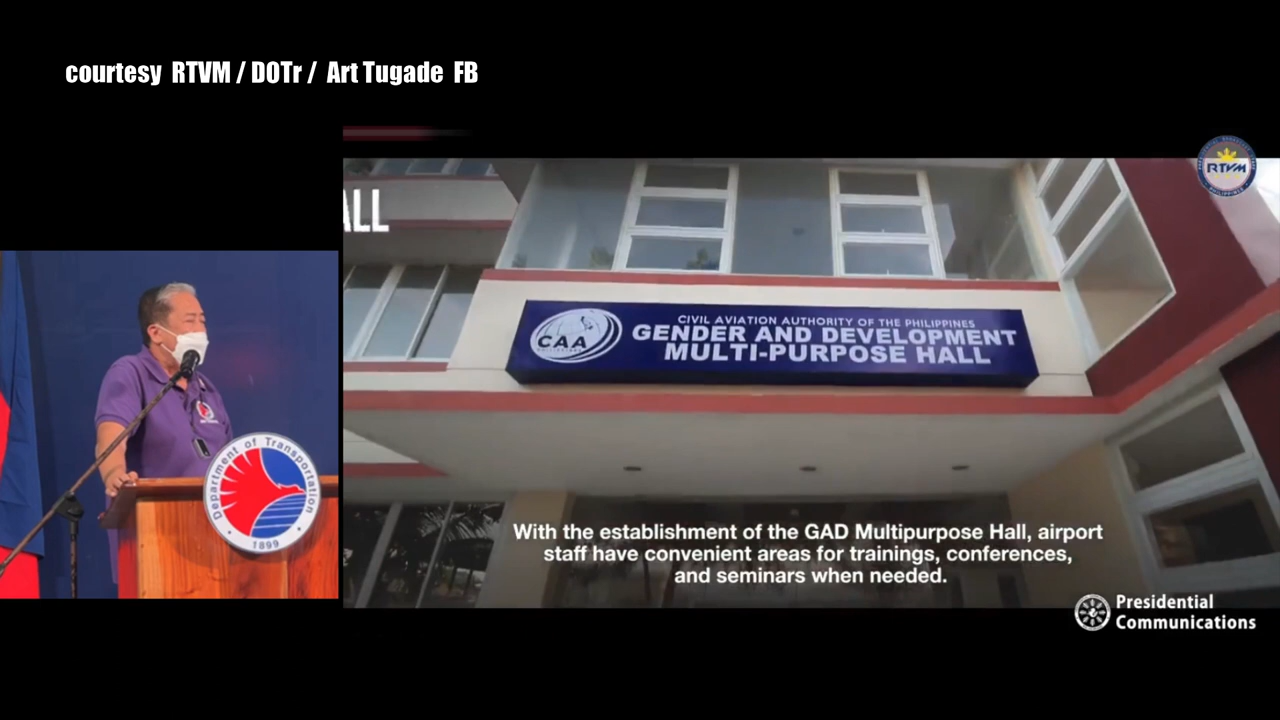 courtesy RTVM / DOTr / Art Tugade FB
ALL
RTVM
PHILIPPINES
CAA
PHILIPPINES
CIVIL AVIATION AUTHORITY OF THE PHILIPPINES
GENDER AND DEVELOPMENT
MULTI-PURPOSE HALL
Department of Transportation
1899
With the establishment of the GAD Multipurpose Hall, airport
staff have convenient areas for trainings, conferences,
and seminars when needed.
Presidential
Communications